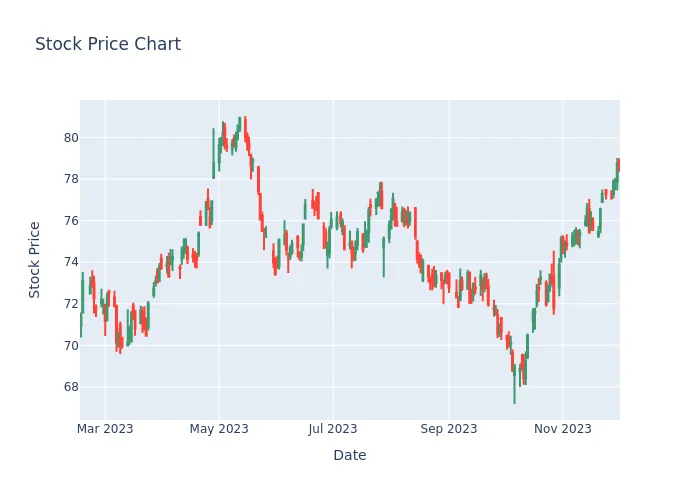 Stock Price Chart
80
78
76
74
72
70
68
Stock Price
Mar 2023
May 2023
Jul 2023
Sep 2023
Nov 2023
Date